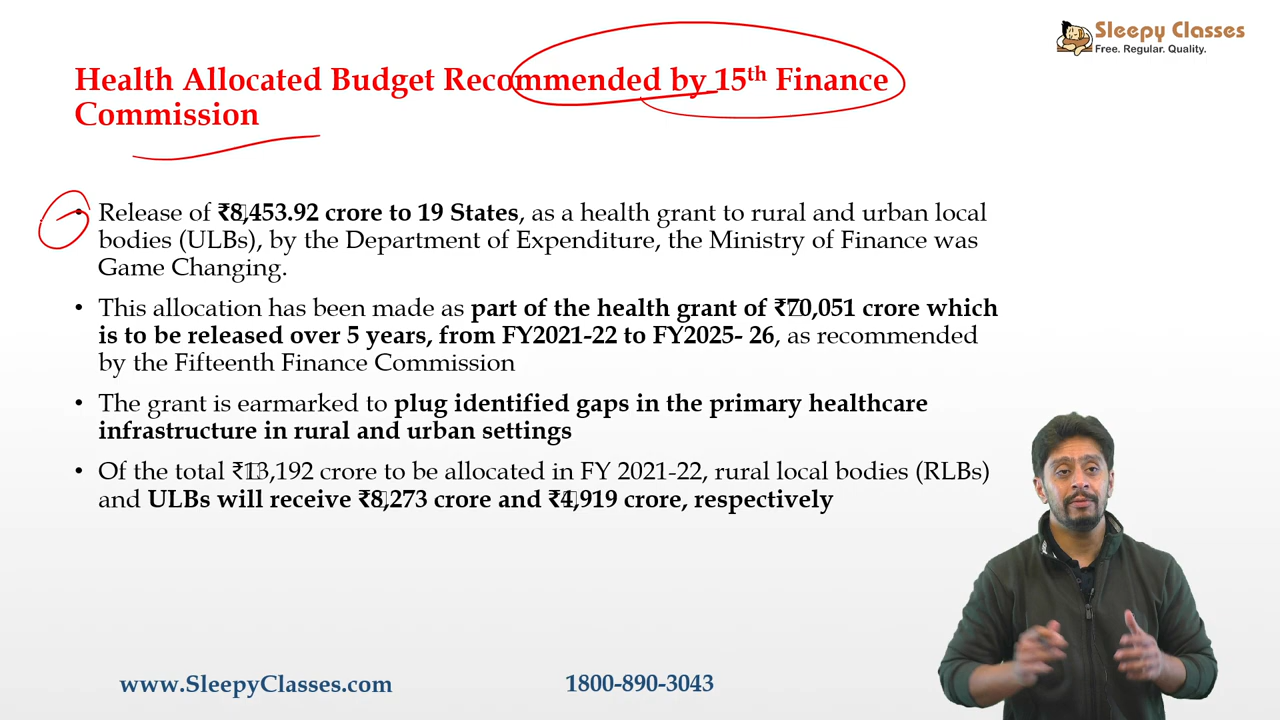 Sleepy Classes
Free. Regular. Quality.
Health Allocated Budget Recommended by 15th Finance
Commission
• Release of ₹8,453.92 crore to 19 States, as a health grant to rural and urban local
bodies (ULBs), by the Department of Expenditure, the Ministry of Finance was
Game Changing.
• This allocation has been made as part of the health grant of ₹70,051 crore which
is to be released over 5 years, from FY2021-22 to FY2025- 26, as recommended
by the Fifteenth Finance Commission
• The grant is earmarked to plug identified gaps in the primary healthcare
infrastructure in rural and urban settings
• Of the total ₹13,192 crore to be allocated in FY 2021-22, rural local bodies (RLBs)
and ULBs will receive ₹8,273 crore and ₹4,919 crore, respectively
www.SleepyClasses.com
1800-890-3043